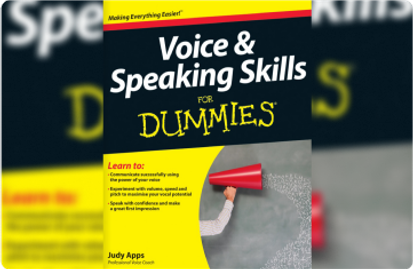 Making Everything Easier!™
Voice &
Speaking Skills
FOR
DUMMIES®
Learn to:
• Communicate successfully using
the power of your voice
• Experiment with volume, speed and
pitch to maximise your vocal potential
• Speak with confidence and make
a great first impression
Judy Apps
Professional Voice Coach